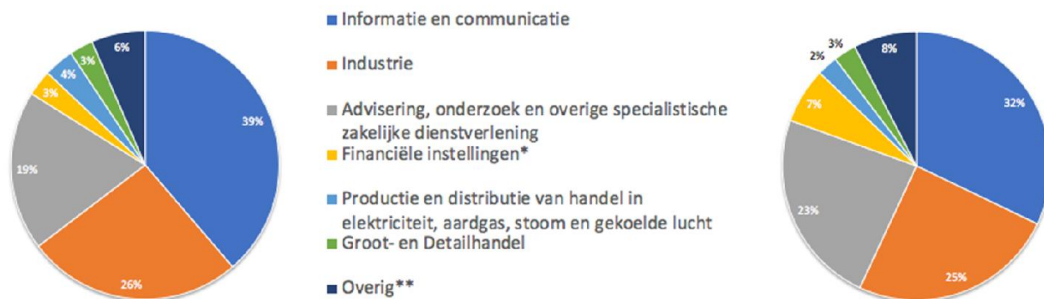 6%
3%
4%
3%
39%
19%
26%
Informatie en communicatie
Industrie
Advisering, onderzoek en overige specialistische
zakelijke dienstverlening
Financiële instellingen*
Productie en distributie van handel in
elektriciteit, aardgas, stoom en gekoelde lucht
Groot- en Detailhandel
Overig**
8%
3%
2%
7%
32%
23%
25%